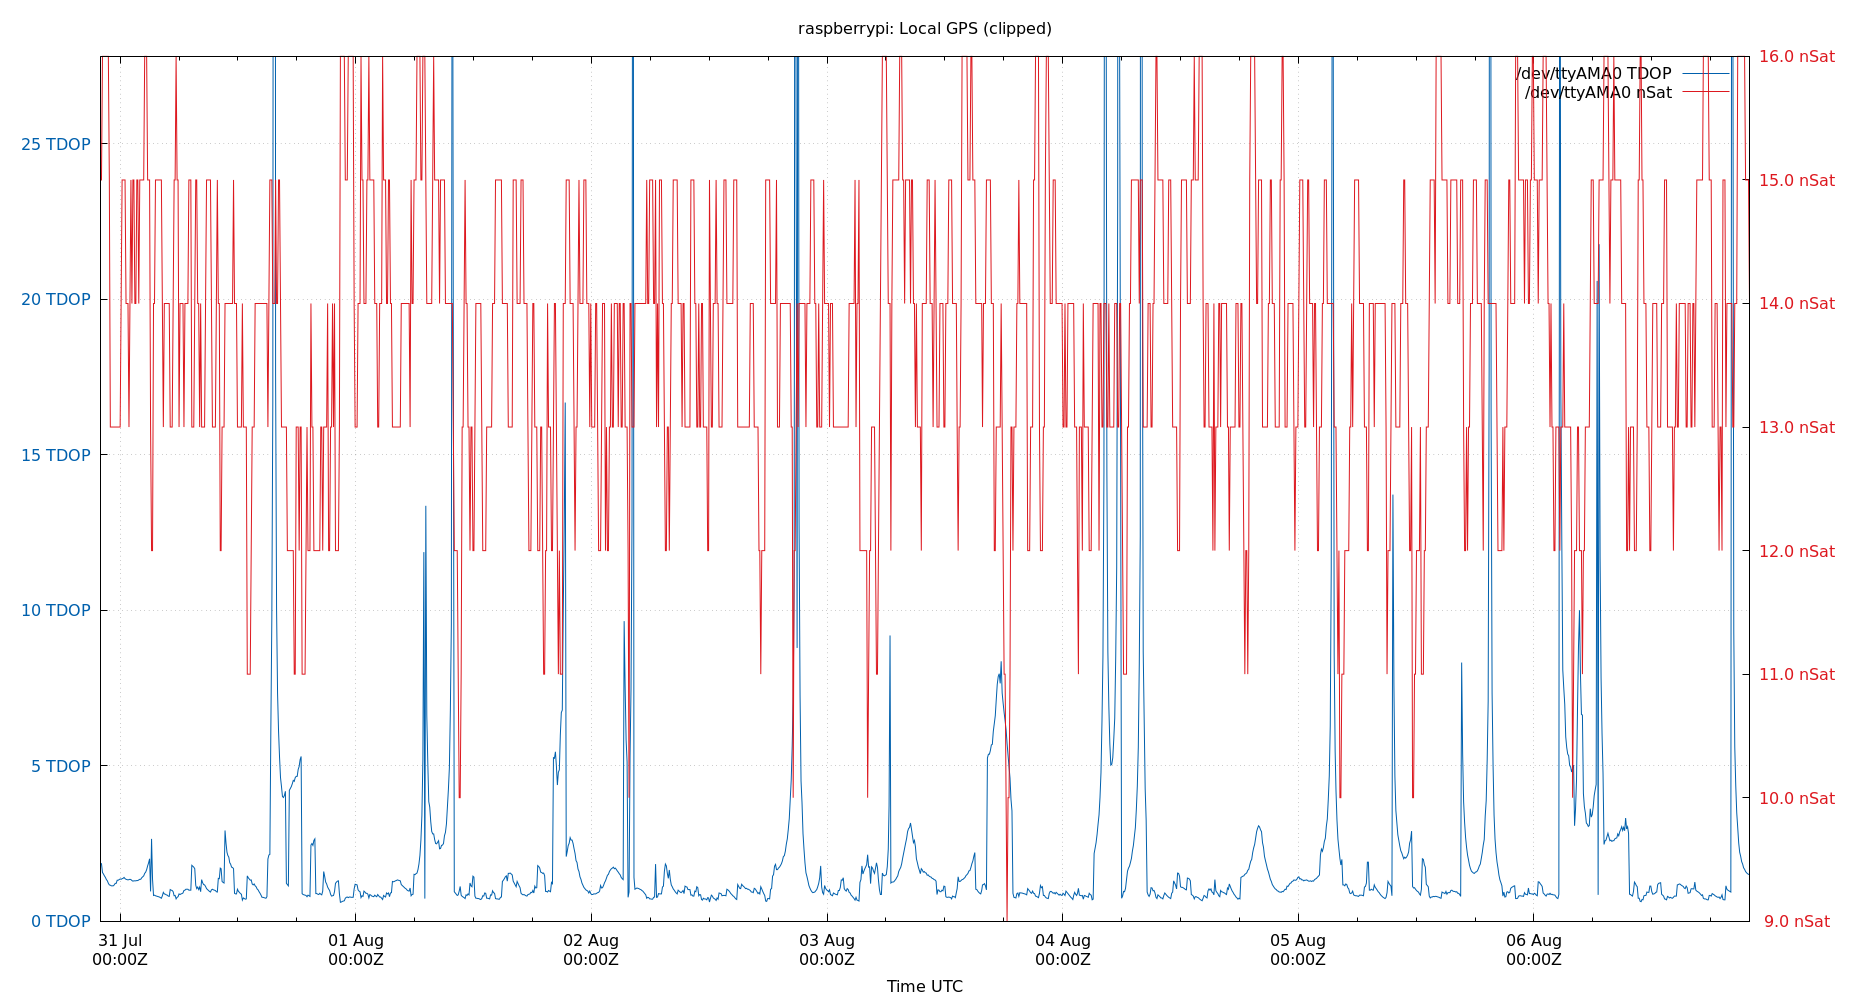 raspberrypi: Local GPS (clipped)
/dev/ttyAMA0 TDOP
/dev/ttyAMA0 nSat
25 TDOP
20 TDOP
15 TDOP
10 TDOP
5 TDOP
0 TDOP
16.0 nSat
15.0 nSat
14.0 nSat
13.0 nSat
12.0 nSat
11.0 nSat
10.0 nSat
9.0 nSat
31 Jul 01 Aug 02 Aug 03 Aug 04 Aug 05 Aug 06 Aug
00:00Z 00:00Z 00:00Z 00:00Z 00:00Z 00:00Z 00:00Z
Time UTC